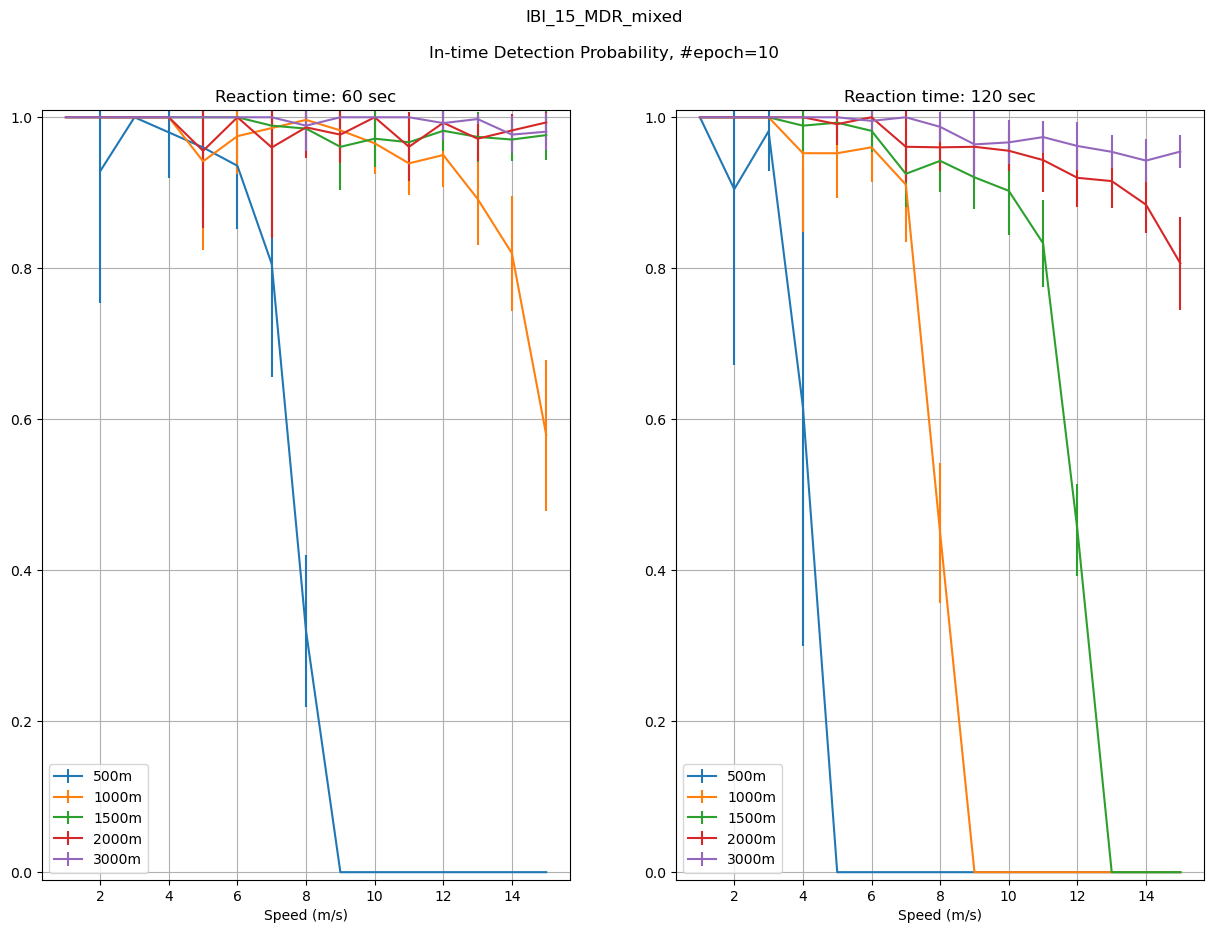 IBI_15_MDR_mixed
In-time Detection Probability, #epoch=10
Reaction time: 60 sec
1.0
0.8
0.6
0.4
0.2
0.0
500m
1000m
1500m
2000m
3000m
2 4 6 8 10 12 14
Speed (m/s)
Reaction time: 120 sec
1.0
0.8
0.6
0.4
0.2
0.0
500m
1000m
1500m
2000m
3000m
2 4 6 8 10 12 14
Speed (m/s)